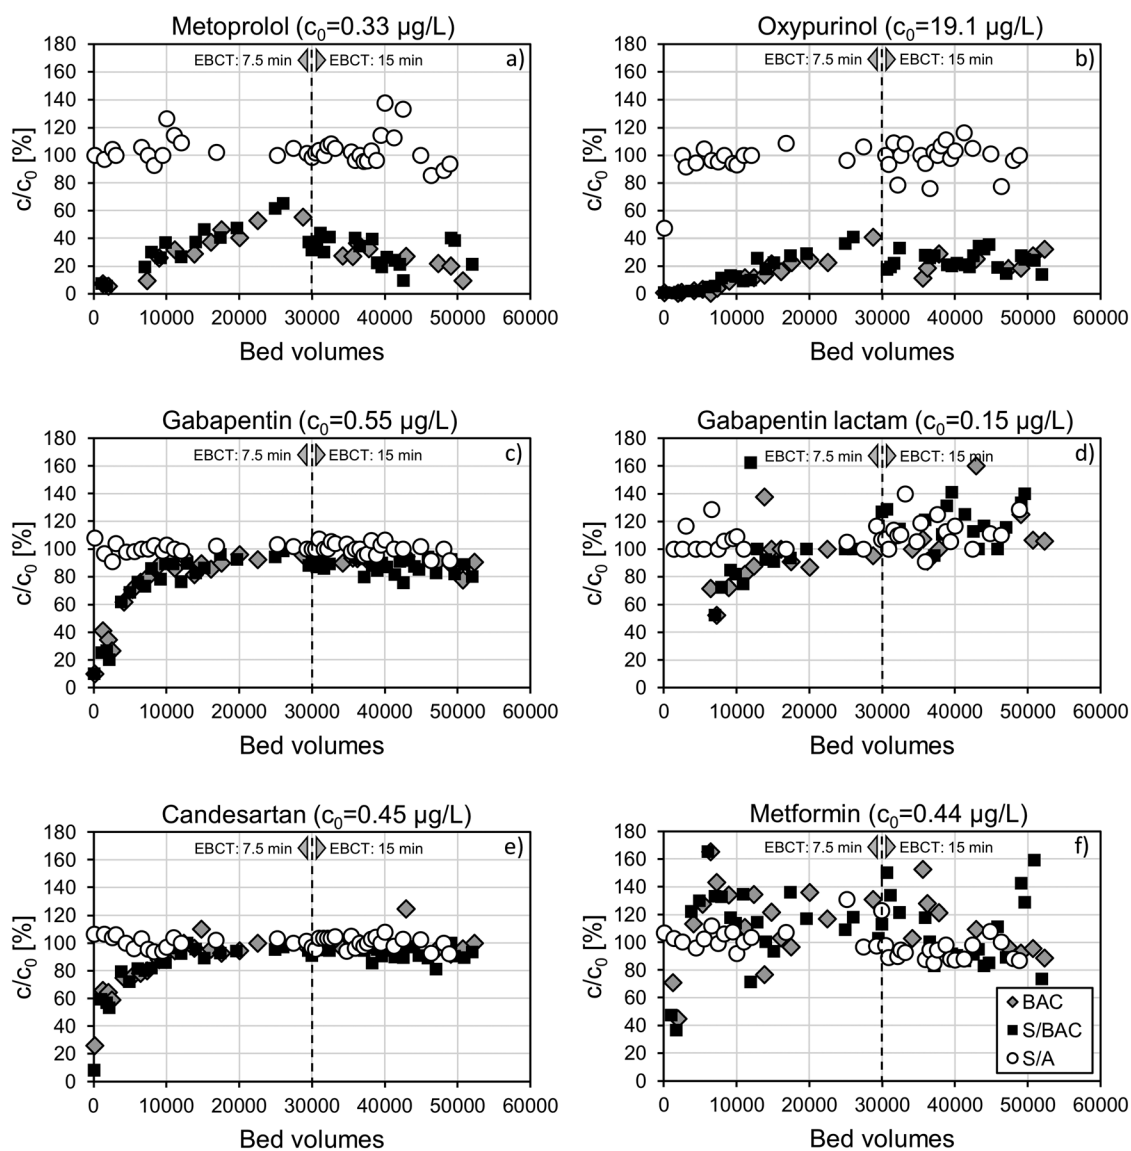 Metoprolol (c0=0.33 µg/L)
c/c0 [%]
180
160
140
120
100
80
60
40
20
0
EBCT: 7.5 min
EBCT: 15 min
a)
0 10000 20000 30000 40000 50000 60000
Bed volumes
Oxypurinol (c0=19.1 µg/L)
c/c0 [%]
180
160
140
120
100
80
60
40
20
0
EBCT: 7.5 min
EBCT: 15 min
b)
0 10000 20000 30000 40000 50000 60000
Bed volumes
Gabapentin (c0=0.55 µg/L)
c/c0 [%]
180
160
140
120
100
80
60
40
20
0
EBCT: 7.5 min
EBCT: 15 min
c)
0 10000 20000 30000 40000 50000 60000
Bed volumes
Gabapentin lactam (c0=0.15 µg/L)
c/c0 [%]
180
160
140
120
100
80
60
40
20
0
EBCT: 7.5 min
EBCT: 15 min
d)
0 10000 20000 30000 40000 50000 60000
Bed volumes
Candesartan (c0=0.45 µg/L)
c/c0 [%]
180
160
140
120
100
80
60
40
20
0
EBCT: 7.5 min
EBCT: 15 min
e)
0 10000 20000 30000 40000 50000 60000
Bed volumes
Metformin (c0=0.44 µg/L)
c/c0 [%]
180
160
140
120
100
80
60
40
20
0
EBCT: 7.5 min
EBCT: 15 min
f)
BAC
S/BAC
S/A
0 10000 20000 30000 40000 50000 60000
Bed volumes